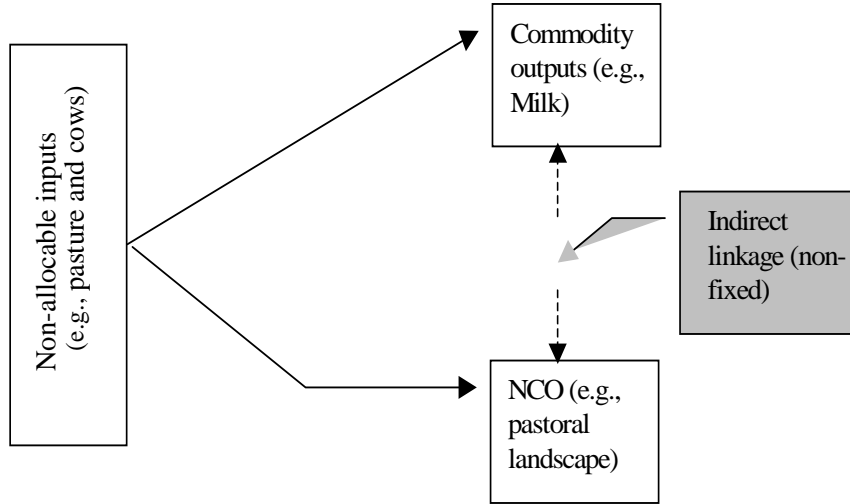 Non-allocable inputs
(e.g., pasture and cows)
Commodity
outputs (e.g.,
Milk)
Indirect
linkage (non-
fixed)
NCO (e.g.,
pastoral
landscape)